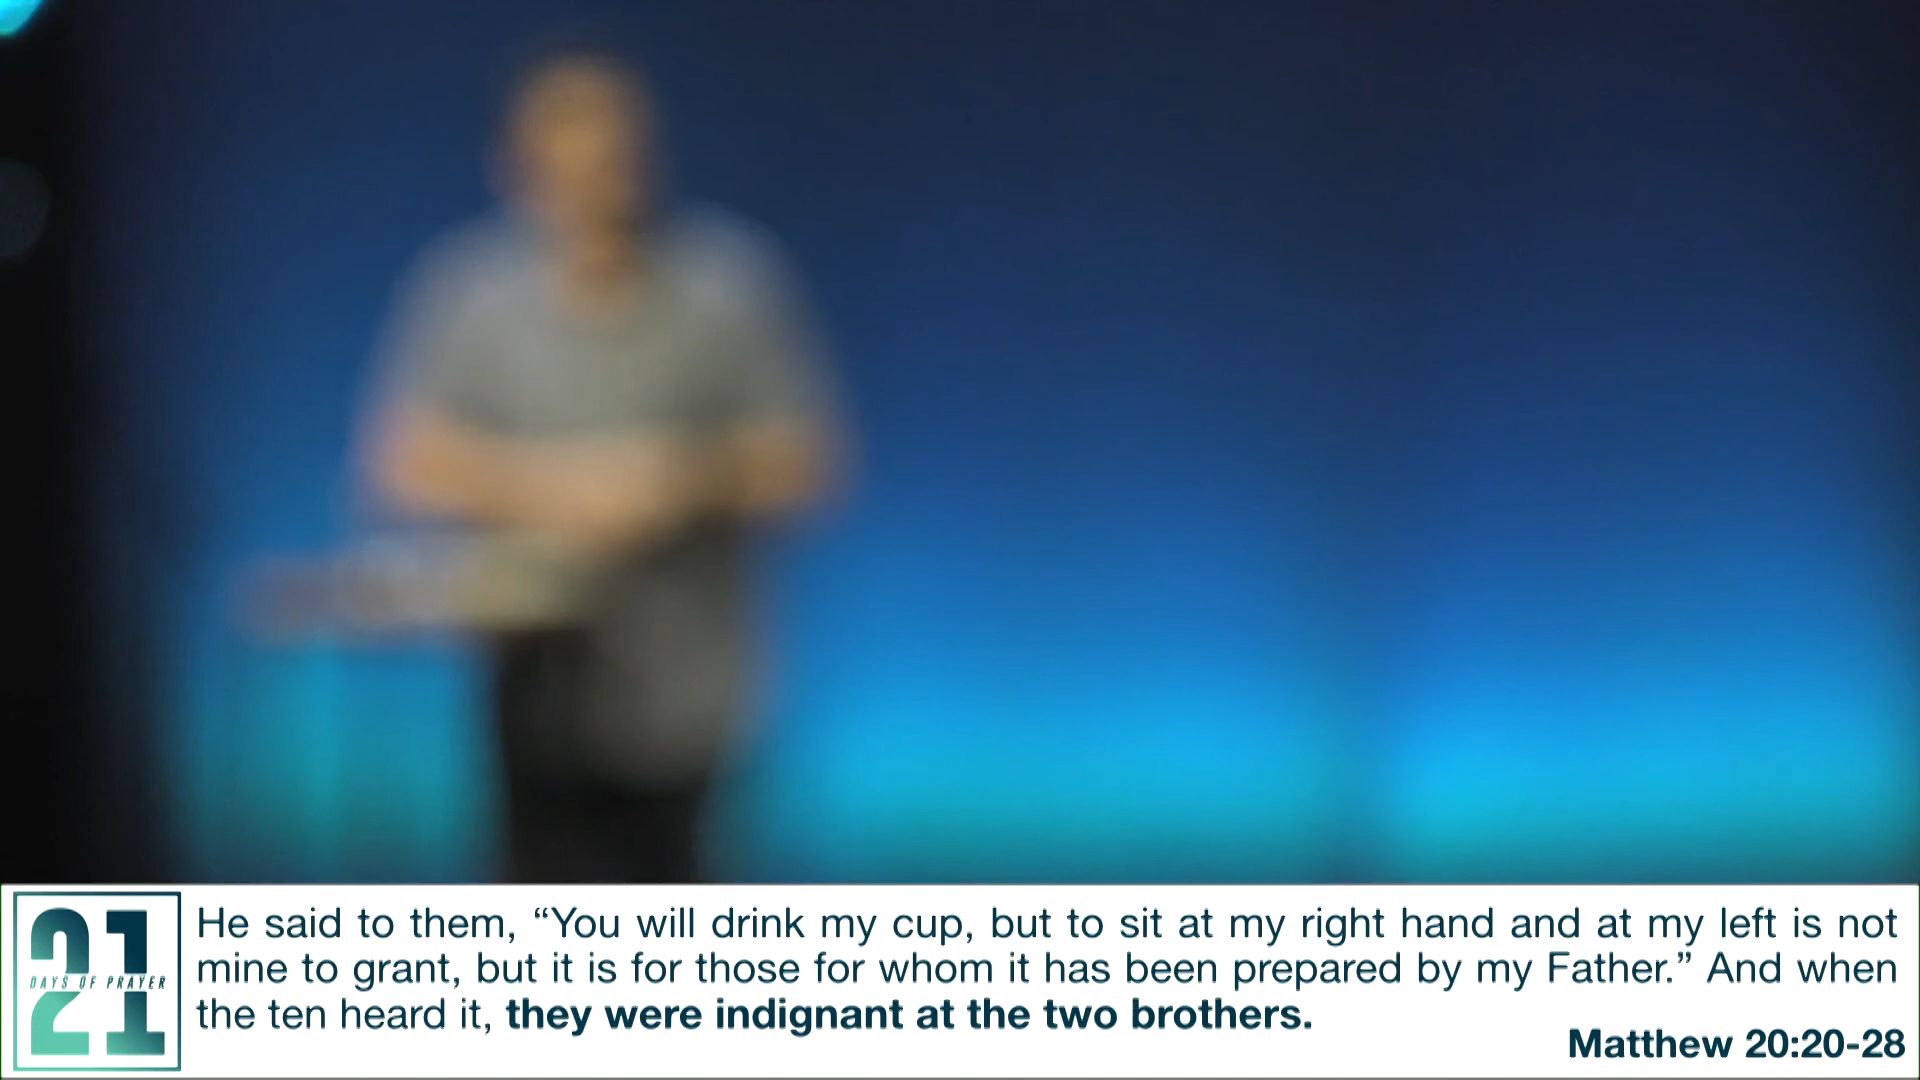 21
DAYS OF PRAYER
He said to them, “You will drink my cup, but to sit at my right hand and at my left is not
mine to grant, but it is for those for whom it has been prepared by my Father.” And when
the ten heard it, they were indignant at the two brothers.
Matthew 20:20-28